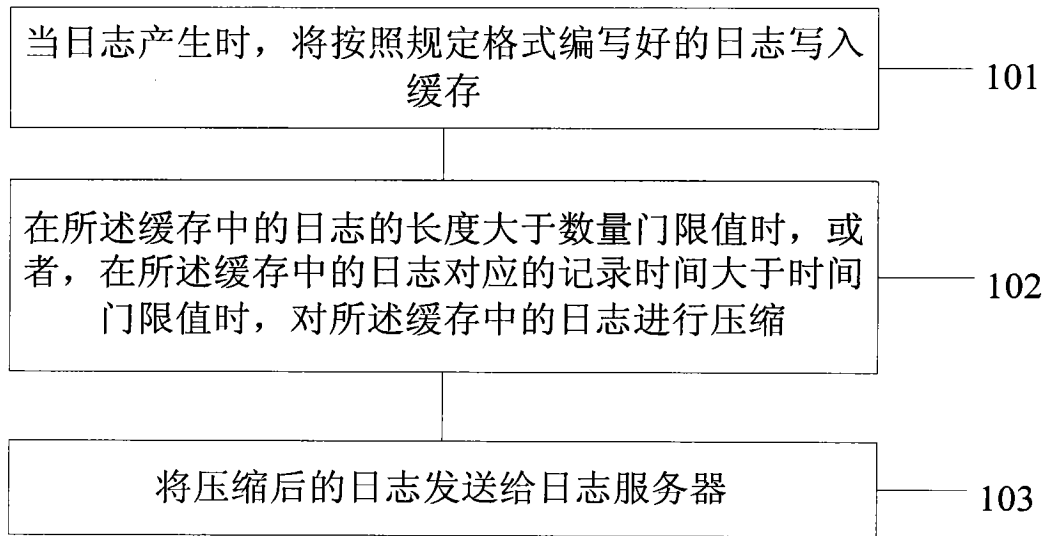 当日志产生时，将按照规定格式编写好的日志写入
缓存
101
在所述缓存中的日志的长度大于数量门限值时，或
者，在所述缓存中的日志对应的记录时间大于时间
门限值时，对所述缓存中的日志进行压缩
102
将压缩后的日志发送给日志服务器
103